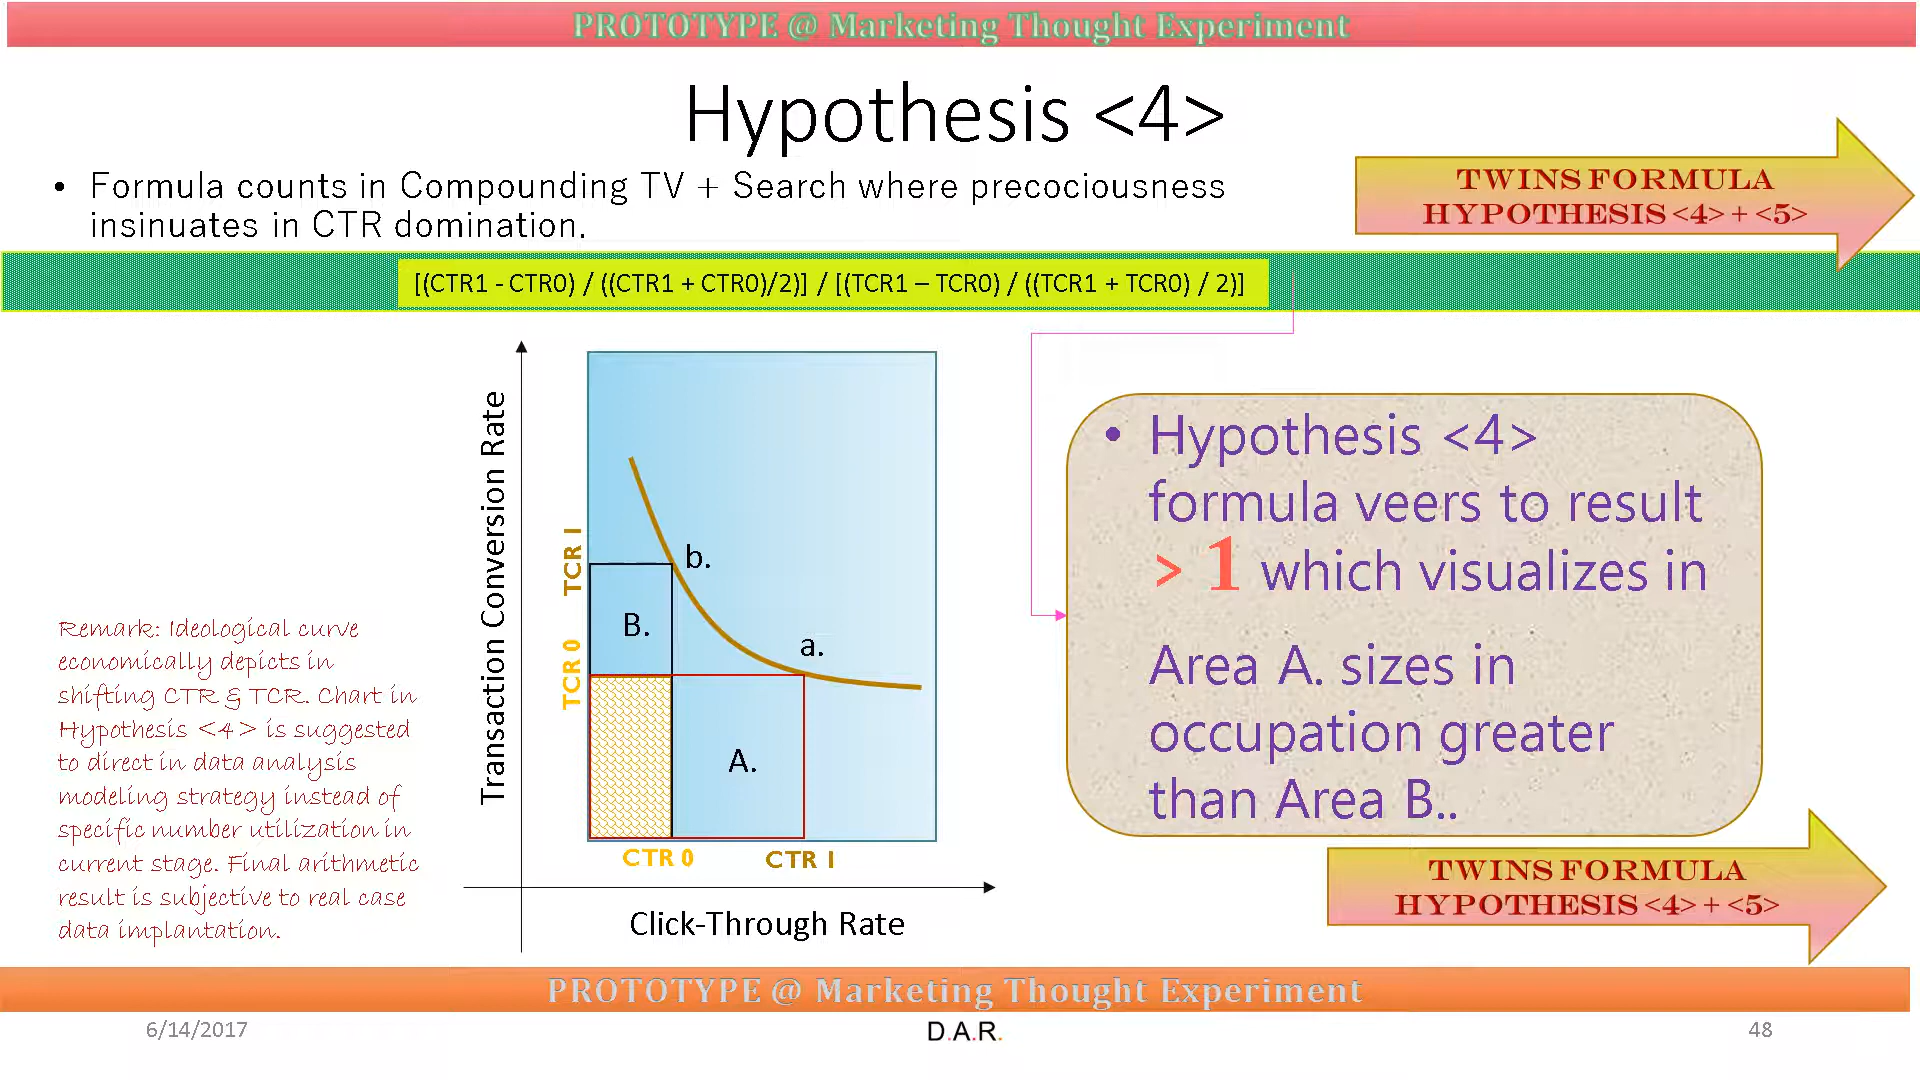 PROTOTYPE @ Marketing Thought Experiment
Hypothesis <4>
• Formula counts in Compounding TV + Search where precociousness
insinuates in CTR domination.
TWINS FORMULA
HYPOTHESIS <4> + <5>
[(CTR1 - CTR0) / ((CTR1 + CTR0)/2)] / [(TCR1 – TCR0) / ((TCR1 + TCR0) / 2)]
Transaction Conversion Rate
TCR 1
TCR 0
b.
B.
a.
A.
CTR 0
CTR 1
Click-Through Rate
Remark: Ideological curve
economically depicts in
shifting CTR & TCR. Chart in
Hypothesis <4> is suggested
to direct in data analysis
modeling strategy instead of
specific number utilization in
current stage. Final arithmetic
result is subjective to real case
data implantation.
• Hypothesis <4>
formula veers to result
> 1 which visualizes in
Area A. sizes in
occupation greater
than Area B..
TWINS FORMULA
HYPOTHESIS <4> + <5>
PROTOTYPE @ Marketing Thought Experiment
6/14/2017
D.A.R.
48